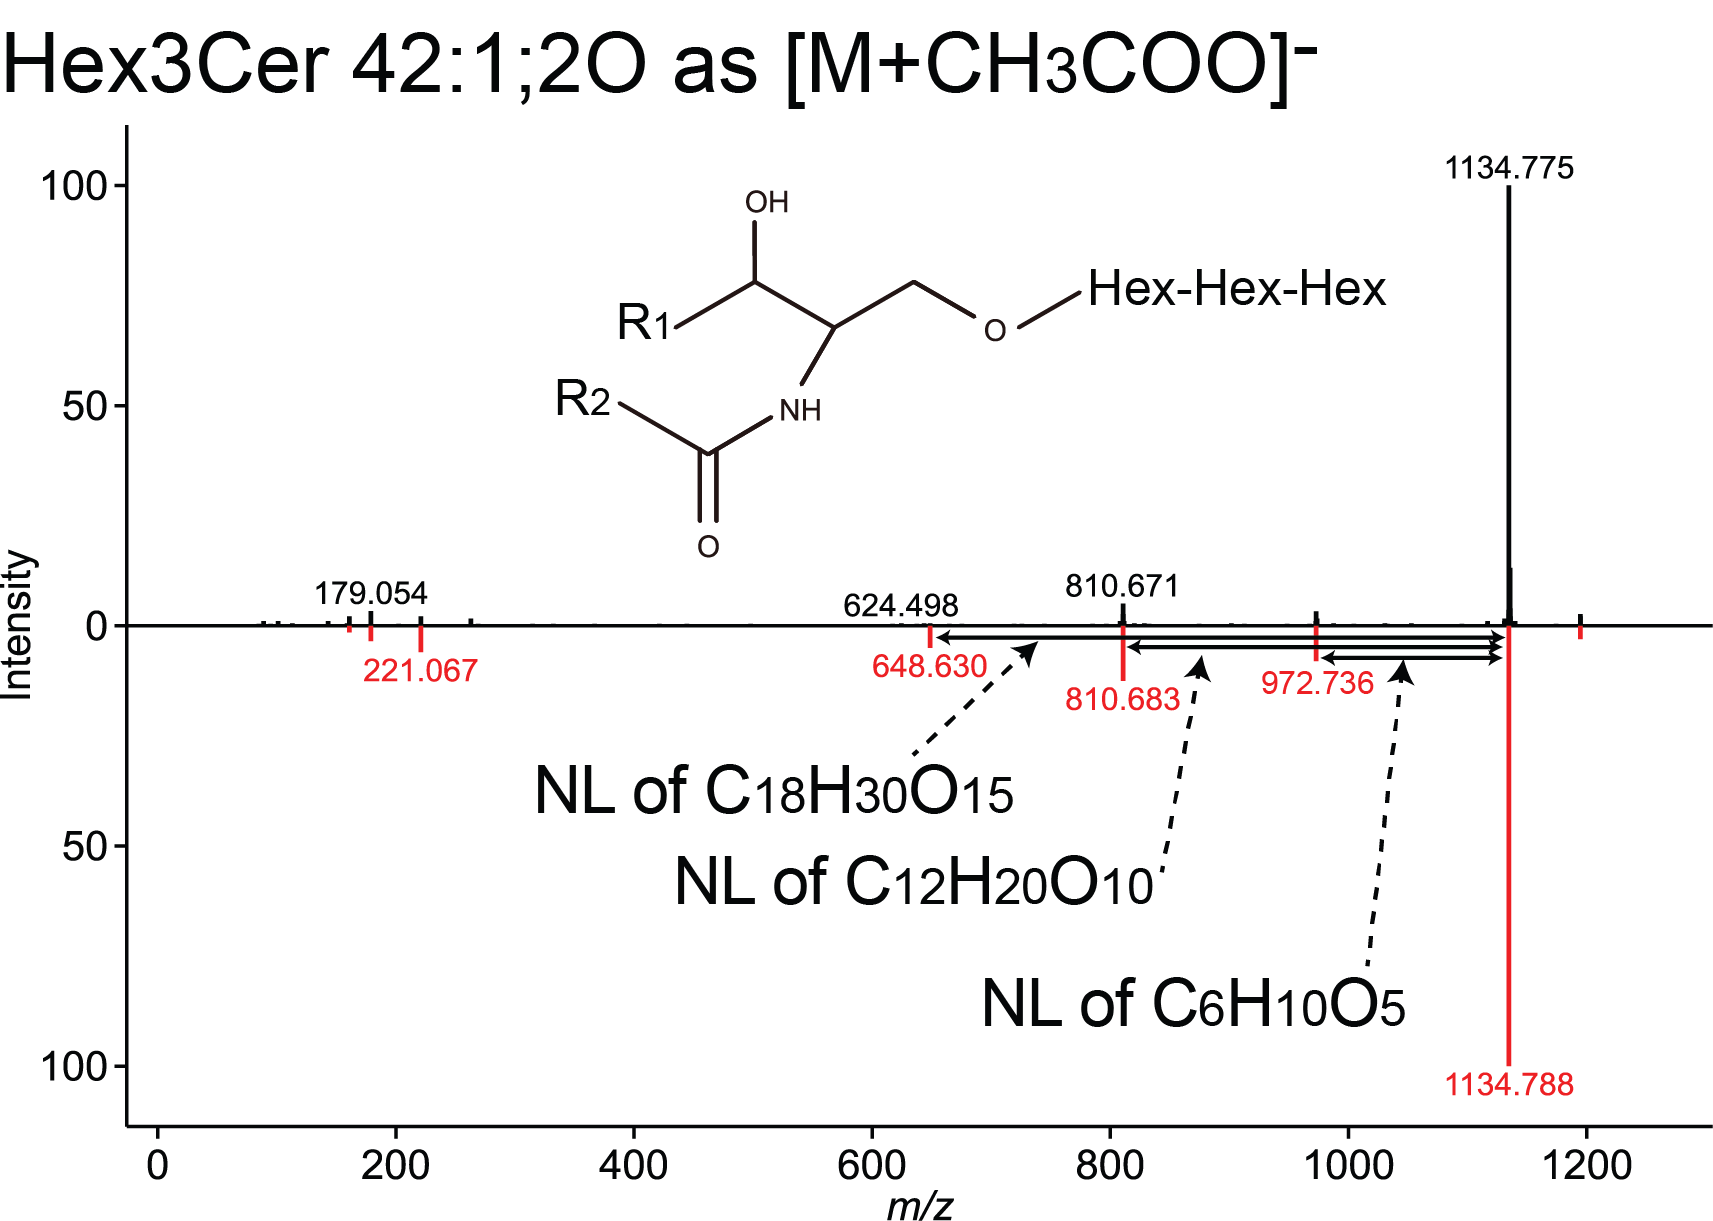 Hex3Cer 42:1;2O as [M+CH3COO]-
1134.775
100
OH
Hex-Hex-Hex
R1
O
50
R2
NH
O
179.054
624.498
810.671
0
Intensity
221.067
648.630
810.683
972.736
NL of C18H30O15
50
NL of C12H20O10
NL of C6H10O5
100
1134.788
0 200 400 600 800 1000 1200
m/z